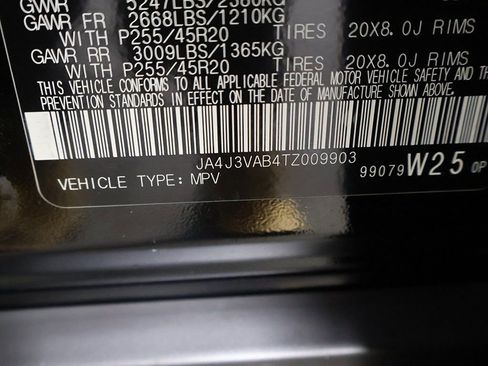 GVWR 5247LBS/2380KG
GAWR FR 2668LBS/1210KG
WITH P255/45R20 TIRES 20X8.0J RIMS
GAWR RR 3009LBS/1365KG
WITH P255/45R20 TIRES 20X8.0J RIMS
THIS VEHICLE CONFORMS TO ALL APPLICABLE FEDERAL MOTOR VEHICLE SAFETY AND
PREVENTION STANDARDS IN EFFECT ON THE DATE OF MANUFACTURE SHOWN ABOVE.
JA4J3VAB4TZ009903
99079 W25 OP
VEHICLE TYPE: MPV